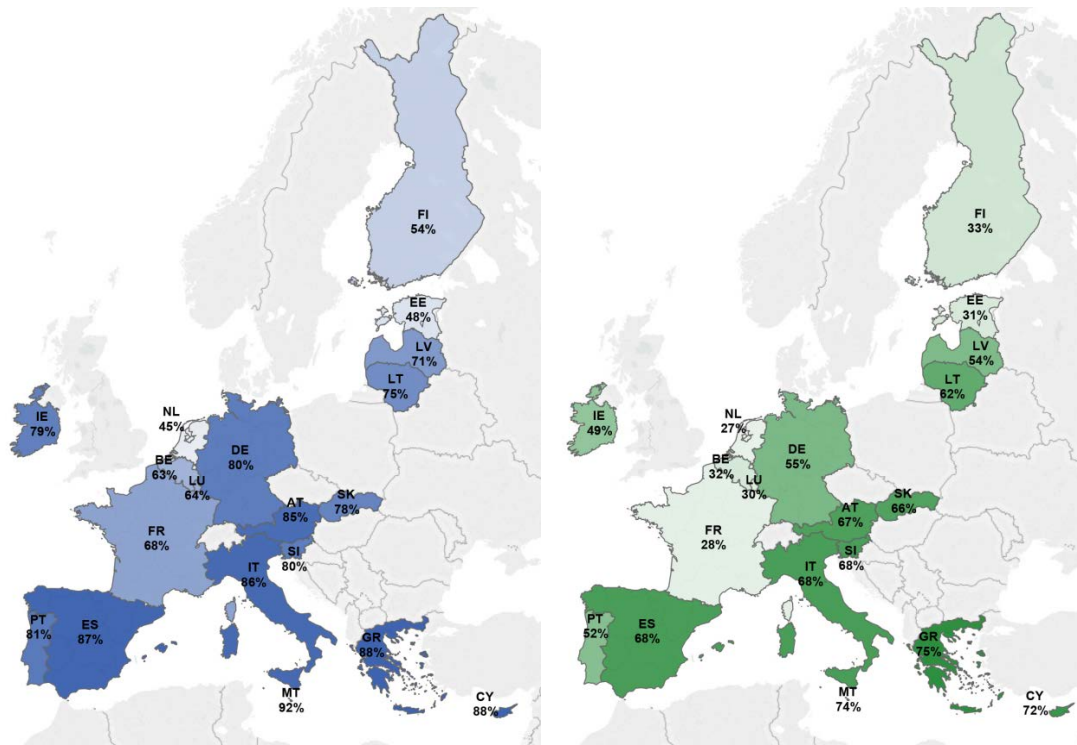 FI
54%
EE
48%
LV
71%
LT
75%
IE
79%
NL
45%
DE
80%
BE
63%
LU
64%
SK
78%
AT
85%
FR
68%
SI
80%
IT
86%
PT
81%
ES
87%
GR
88%
MT
92%
CY
88%
FI
33%
EE
31%
LV
54%
LT
62%
IE
49%
NL
27%
DE
55%
BE
32%
LU
30%
SK
66%
AT
67%
FR
28%
SI
68%
IT
68%
PT
52%
ES
68%
GR
75%
MT
74%
CY
72%